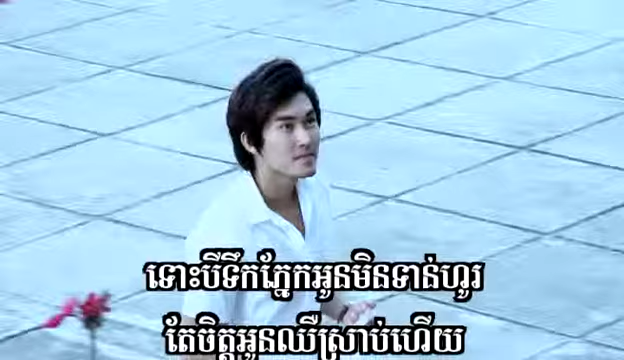 ទោះបីទឹកភ្នែកអូនមិនទាន់ហូរ
តែចិត្តអូនឈឺស្រាប់ហើយ